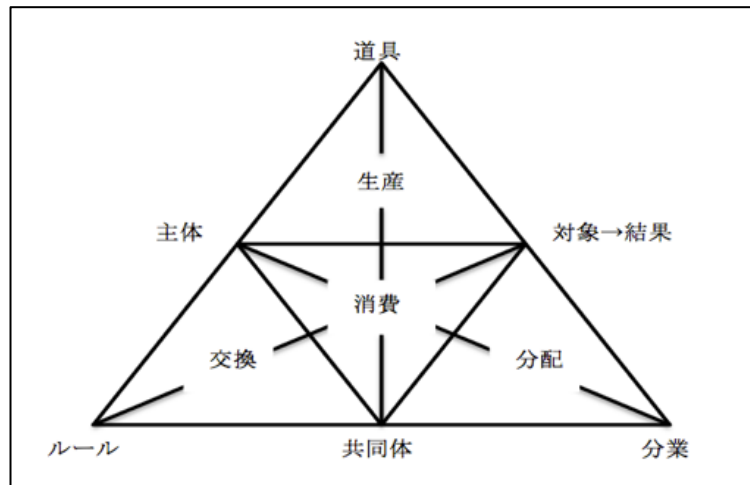 道具
生産
主体
対象→結果
消費
交換
分配
ルール
共同体
分業